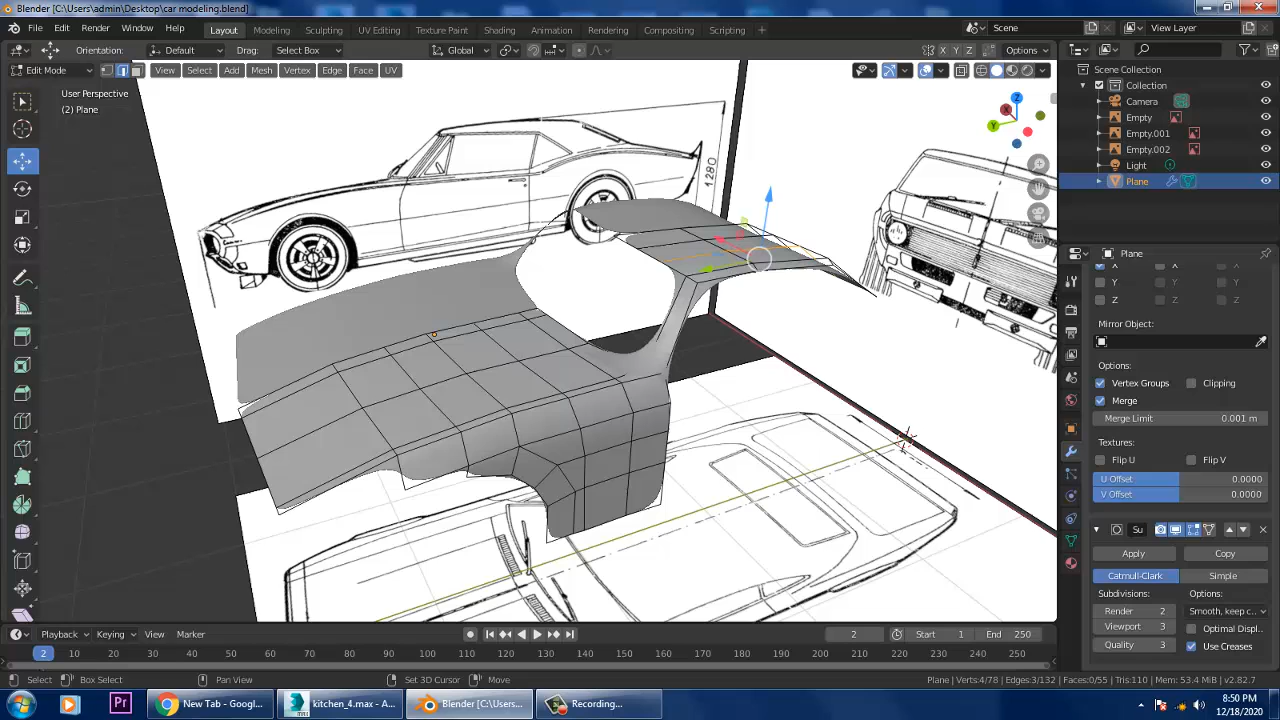 Blender [C:\Users\admin\Desktop\car modeling.blend]
File Edit Render Window Help Layout Modeling Sculpting UV Editing Texture Paint Shading Animation Rendering Compositing Scripting Scene View Layer
Orientation: Default Drag: Select Box Global X Y Z Options
Edit Mode View Select Add Mesh Vertex Edge Face UV
User Perspective
(2) Plane
1280
Z
X
Y
Scene Collection
Collection
Camera
Empty
Empty.001
Empty.002
Light
Plane
Plane
X X X
Y Y Y
Z Z Z
Mirror Object:
Options:
Vertex Groups Clipping
Merge
Merge Limit 0.001 m
Textures:
Flip U Flip V
U Offset 0.0000
V Offset 0.0000
Su
Apply Copy
Catmull-Clark Simple
Subdivisions: Options:
Render 2 Smooth, keep c...
Viewport 3 Optimal Displ..
Quality 3 Use Creases
Playback Keying View Marker 2 Start 1 End 250
2 10 20 30 40 50 60 70 80 90 100 110 120 130 140 150 160 170 180 190 200 210 220 230 240 250
Select Box Select Pan View Set 3D Cursor Move Plane | Verts:4/78 | Edges:3/132 | Faces:0/55 | Tris:110 | Mem: 53.4 MiB | v2.82.7
New Tab - Googl... kitchen_4.max - A... Blender [C:\Users... Recording... 8:50 PM
12/18/2020